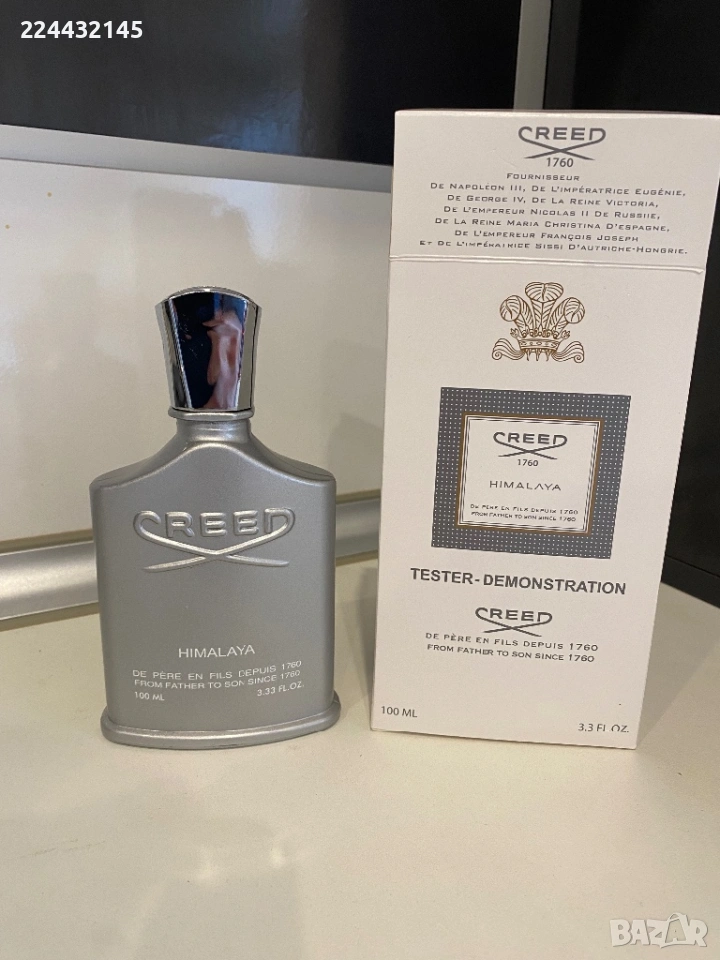 224432145
CREED
1760
FOURNISSEUR
DE NAPOLÉON III, DE L'IMPÉRATRICE EUGÉNIE,
DE GEORGE IV, DE LA REINE VICTORIA,
DE L'EMPEREUR NICOLAS II DE RUSSIIE,
DE LA REINE MARIA CHRISTINA D'ESPAGNE,
DE L'EMPEREUR FRANÇOIS JOSEPH
ET DE L'IMPÉRATRICE SISSI D'AUTRICHE-HONGRIE.
CREED
1760
HIMALAYA
DE PÈRE EN FILS DEPUIS 1760
FROM FATHER TO SON SINCE 1760
TESTER-DEMONSTRATION
CREED
DE PÈRE EN FILS DEPUIS 1760
FROM FATHER TO SON SINCE 1760
100 ML
3.3 FL OZ.
CREED
HIMALAYA
DE PÈRE EN FILS DEPUIS 1760
FROM FATHER TO SON SINCE 1760
100 ML
3.33 FL.OZ.
BAZAR